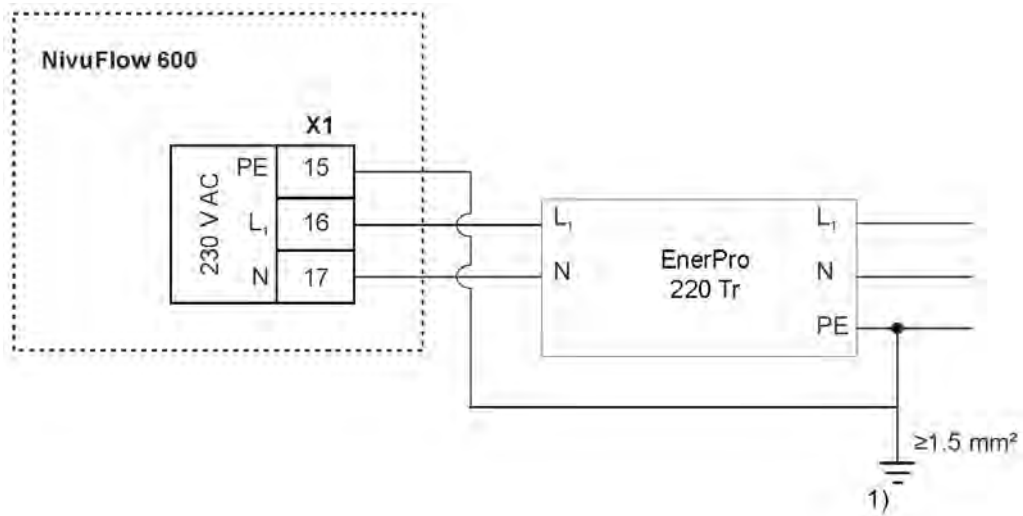 NivuFlow 600
X1
230 V AC
PE 15
L₁ 16
N 17
L₁
N
EnerPro
220 Tr
L₁
N
PE
≥1.5 mm²
1)